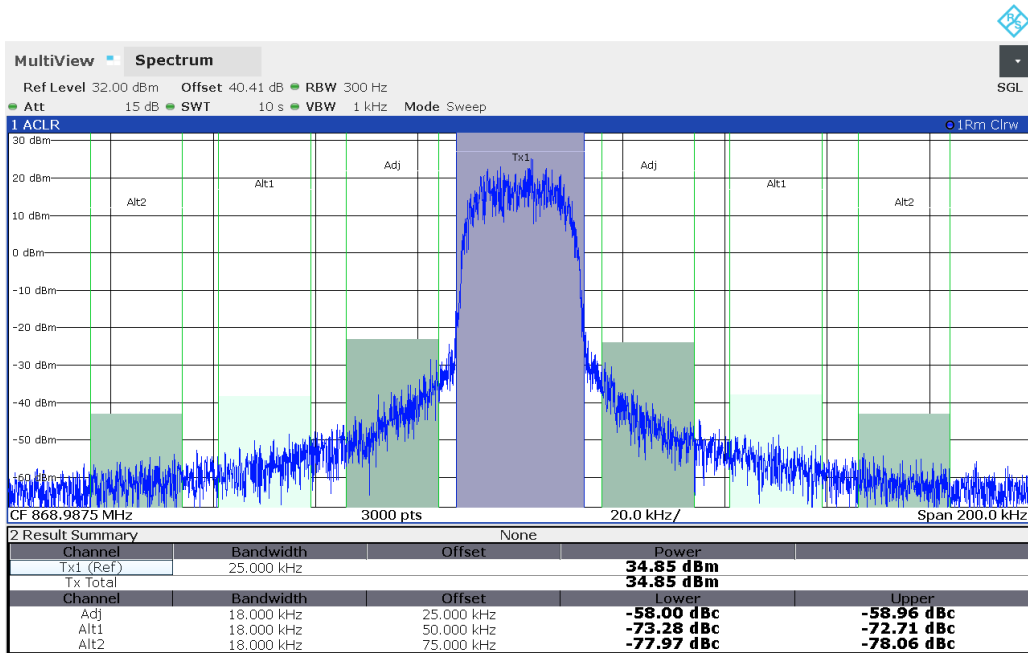 R&S
MultiView Spectrum
Ref Level 32.00 dBm Offset 40.41 dB RBW 300 Hz
SGL
Att 15 dB SWT 10 s VBW 1 kHz Mode Sweep
1 ACLR 1Rm Clrw
30 dBm
Tx1
Adj Adj
20 dBm
Alt1 Alt1
Alt2 Alt2
10 dBm
0 dBm
-10 dBm
-20 dBm
-30 dBm
-40 dBm
-50 dBm
-60 dBm
CF 868.9875 MHz 3000 pts 20.0 kHz/ Span 200.0 kHz
2 Result Summary None
Channel Bandwidth Offset Power
Tx1 (Ref) 25.000 kHz 34.85 dBm
Tx Total 34.85 dBm
Channel Bandwidth Offset Lower Upper
Adj 18.000 kHz 25.000 kHz -58.00 dBc -58.96 dBc
Alt1 18.000 kHz 50.000 kHz -73.28 dBc -72.71 dBc
Alt2 18.000 kHz 75.000 kHz -77.97 dBc -78.06 dBc